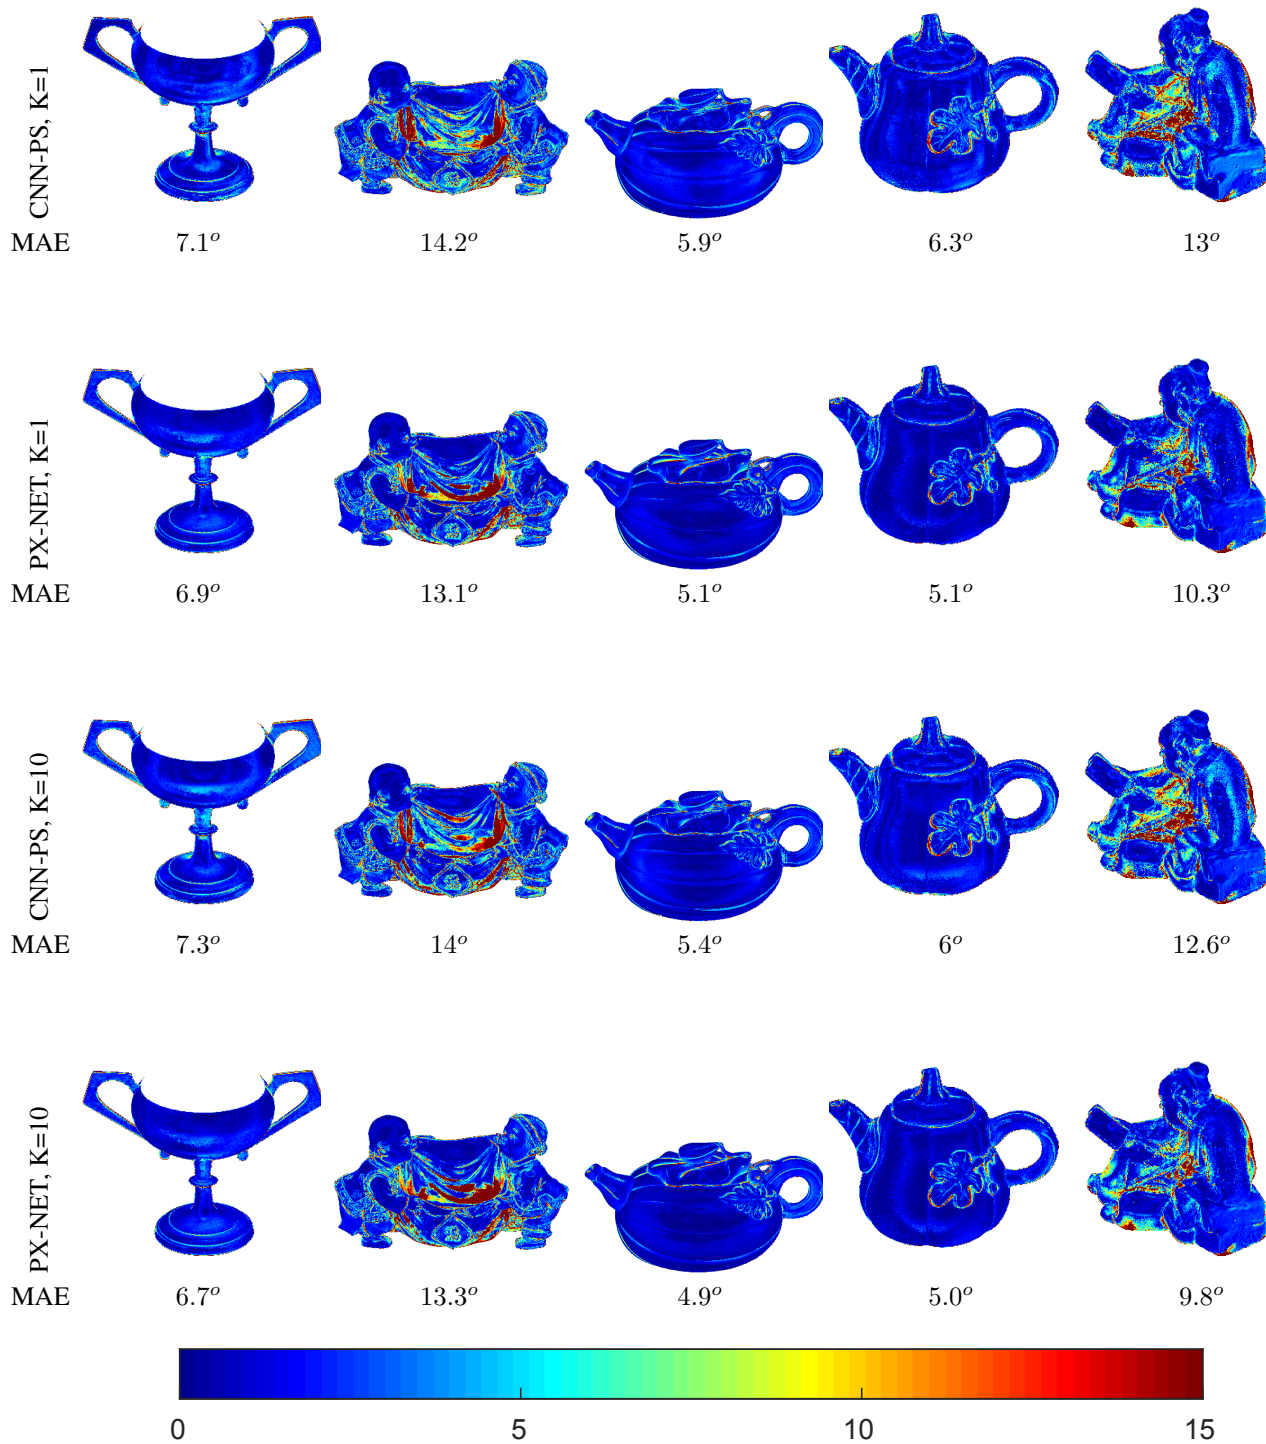 CNN-PS, K=1
MAE 7.1° 14.2° 5.9° 6.3° 13°
PX-NET, K=1
MAE 6.9° 13.1° 5.1° 5.1° 10.3°
CNN-PS, K=10
MAE 7.3° 14° 5.4° 6° 12.6°
PX-NET, K=10
MAE 6.7° 13.3° 4.9° 5.0° 9.8°
0 5 10 15